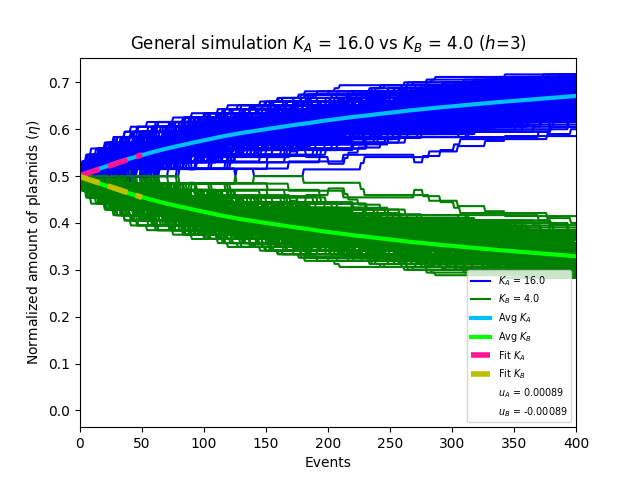 General simulation K_A = 16.0 vs K_B = 4.0 (h=3)
Normalized amount of plasmids (η)
0.7
0.6
0.5
0.4
0.3
0.2
0.1
0.0
K_A = 16.0
K_B = 4.0
Avg K_A
Avg K_B
Fit K_A
Fit K_B
u_A = 0.00089
u_B = -0.00089
0 50 100 150 200 250 300 350 400
Events